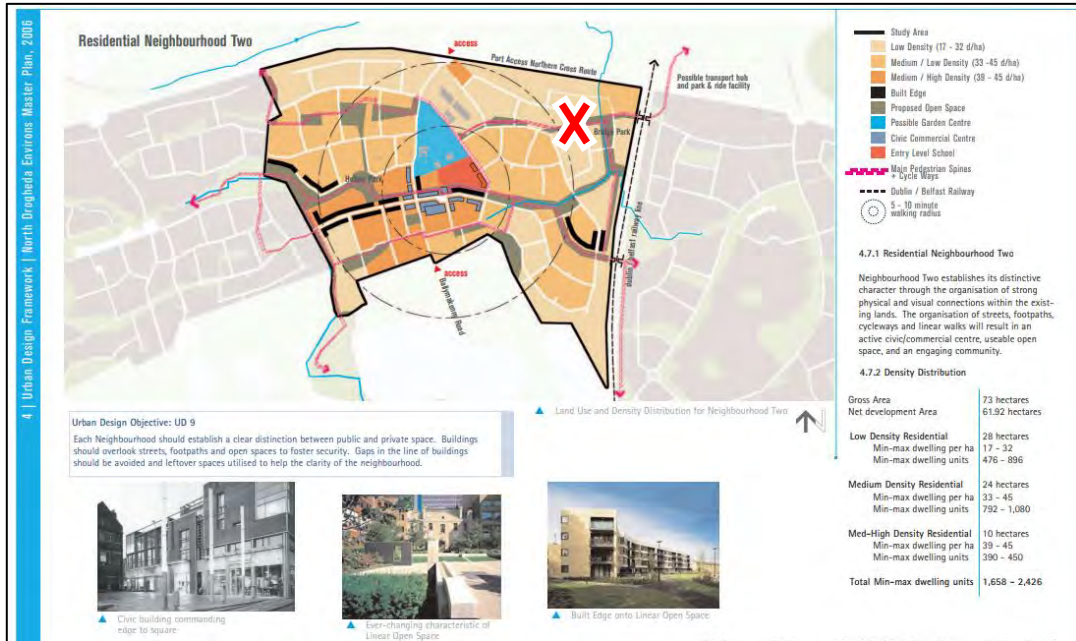 4 | Urban Design Framework | North Drogheda Environs Master Plan, 2006
Residential Neighbourhood Two
access
Port Access Northern Cross Route
Possible transport hub
and park & ride facility
X
Bridge Park
access
Ballymakenny Road
dublin / belfast railway line
Study Area
Low Density (17 - 32 d/ha)
Medium / Low Density (33 -45 d/ha)
Medium / High Density (39 - 45 d/ha)
Built Edge
Proposed Open Space
Possible Garden Centre
Civic Commercial Centre
Entry Level School
Main Pedestrian Spines
+ Cycle Ways
Dublin / Belfast Railway
5 - 10 minute
walking radius
4.7.1 Residential Neighbourhood Two
Neighbourhood Two establishes its distinctive
character through the organisation of strong
physical and visual connections within the exist-
ing lands. The organisation of streets, footpaths,
cycleways and linear walks will result in an
active civic/commercial centre, useable open
space, and an engaging community.
4.7.2 Density Distribution
Gross Area 73 hectares
Net development Area 61.92 hectares
Low Density Residential 28 hectares
Min-max dwelling per ha 17 - 32
Min-max dwelling units 476 - 896
Medium Density Residential 24 hectares
Min-max dwelling per ha 33 - 45
Min-max dwelling units 792 - 1,080
Med-High Density Residential 10 hectares
Min-max dwelling per ha 39 - 45
Min-max dwelling units 390 - 450
Total Min-max dwelling units 1,658 - 2,426
Land Use and Density Distribution for Neighbourhood Two
N
Urban Design Objective: UD 9
Each Neighbourhood should establish a clear distinction between public and private space. Buildings
should overlook streets, footpaths and open spaces to foster security. Gaps in the line of buildings
should be avoided and leftover spaces utilised to help the clarity of the neighbourhood.
Civic building commanding
edge to square
Ever-changing characteristic of
Linear Open Space
Built Edge onto Linear Open Space